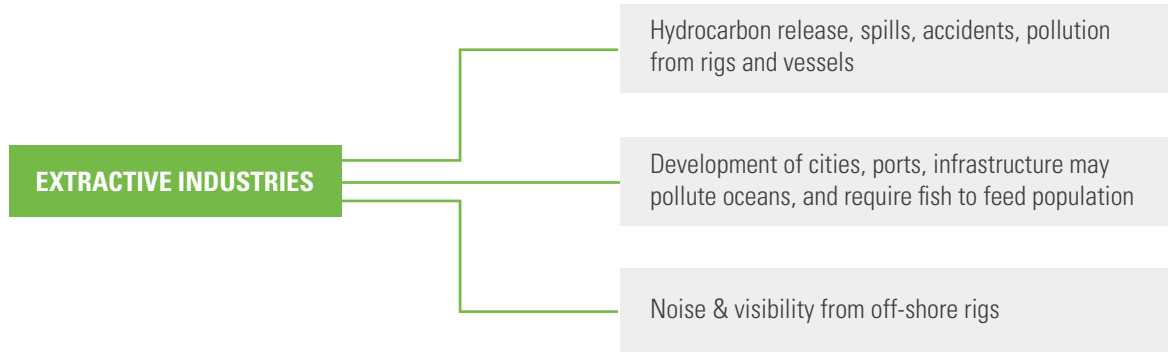 Hydrocarbon release, spills, accidents, pollution
from rigs and vessels
EXTRACTIVE INDUSTRIES
Development of cities, ports, infrastructure may
pollute oceans, and require fish to feed population
Noise & visibility from off-shore rigs